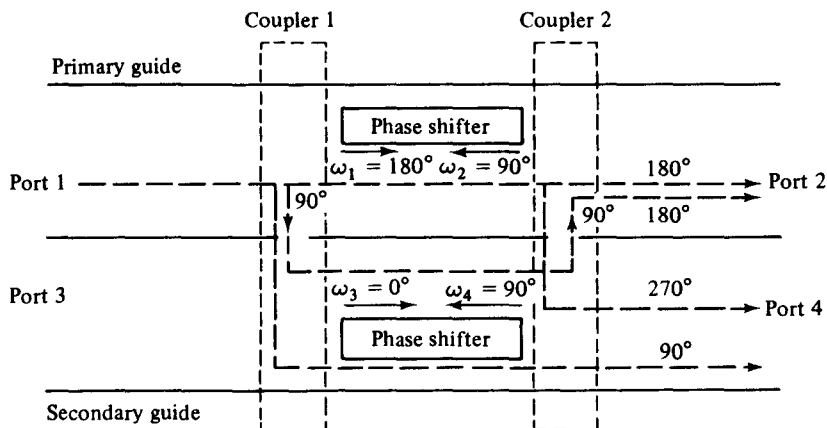 Coupler 1
Coupler 2
Primary guide
Phase shifter
ω₁ = 180° ω₂ = 90°
180°
Port 1
Port 2
90°
90°
180°
Port 3
ω₃ = 0° ω₄ = 90°
270°
Port 4
Phase shifter
90°
Secondary guide